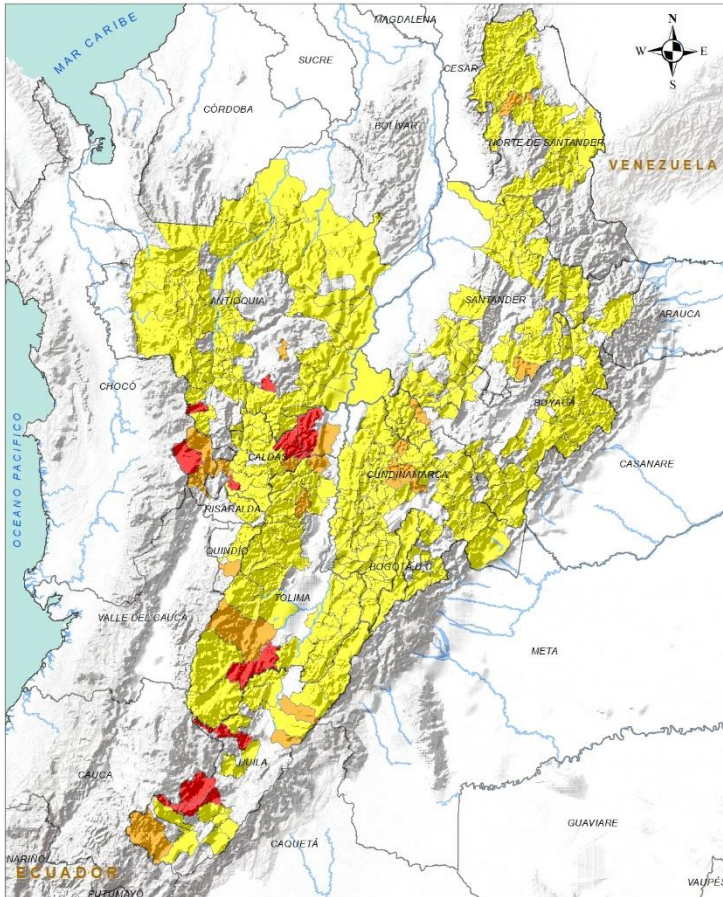 MAGDALENA
MAR CARIBE
N
W E
S
SUCRE
CESAR
CÓRDOBA
BOLÍVAR
NORTE DE SANTANDER
VENEZUELA
ANTIOQUIA
SANTANDER
ARAUCA
CHOCÓ
BOYACÁ
CALDAS
CUNDINAMARCA
CASANARE
OCEANO PACIFICO
RISARALDA
QUINDÍO
BOGOTÁ D.C
TOLIMA
VALLE DEL CAUCA
META
HUILA
CAUCA
GUAVIARE
CAQUETÁ
NARIÑO
ECUADOR
PUTUMAYO
VAUPÉS